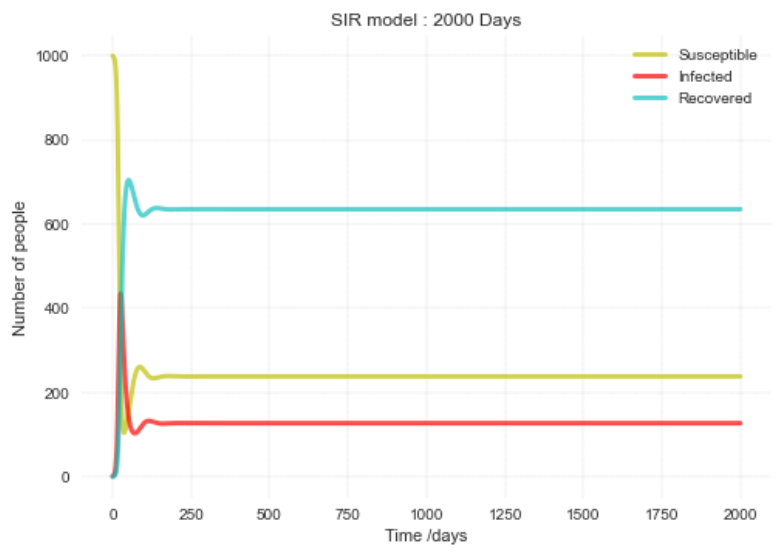 SIR model : 2000 Days
Susceptible
Infected
Recovered
Number of people
1000
800
600
400
200
0
0 250 500 750 1000 1250 1500 1750 2000
Time /days